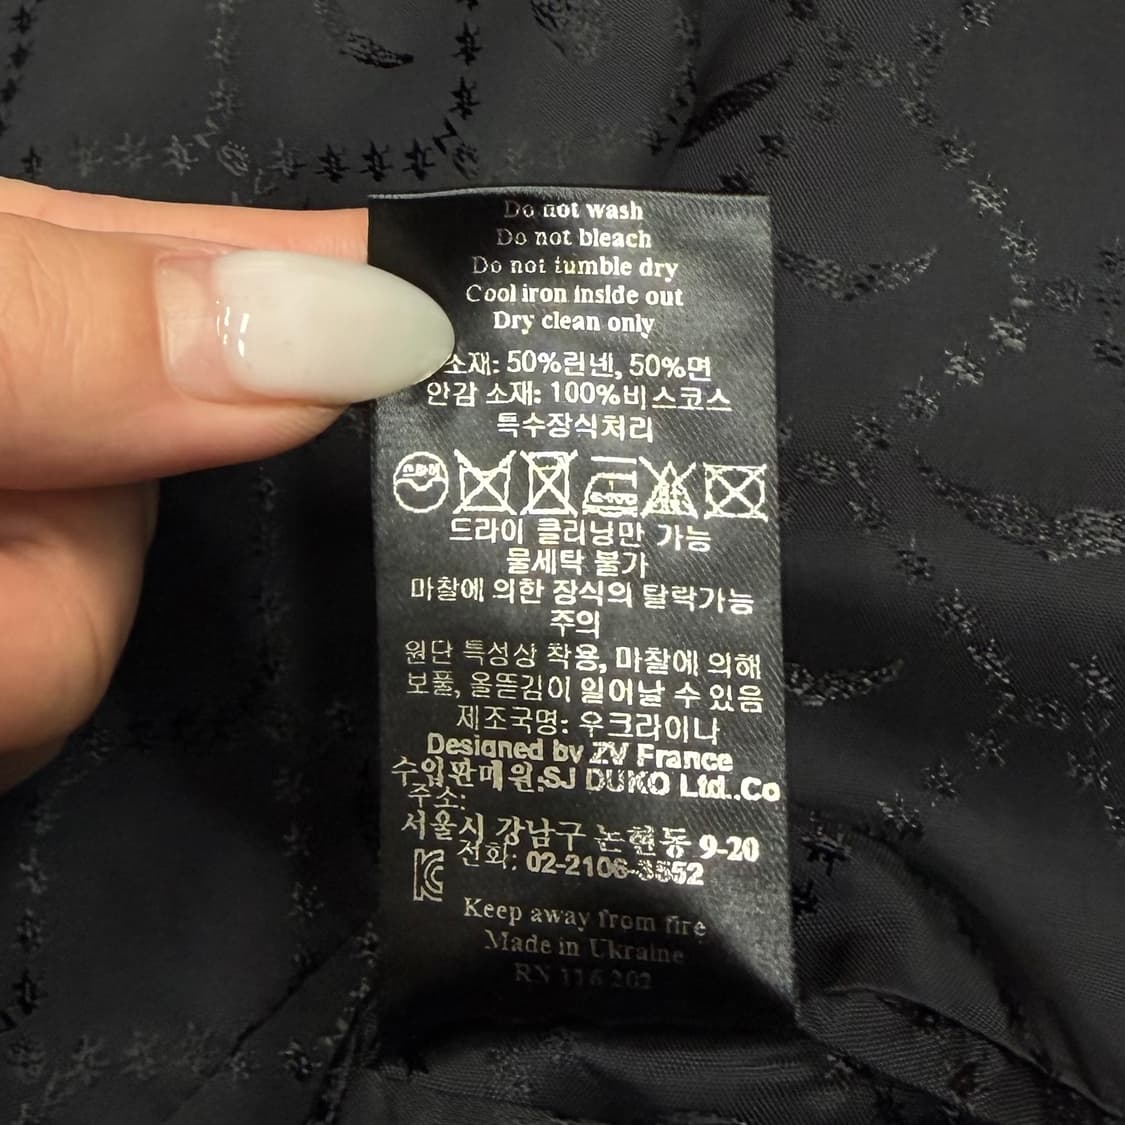 Do not wash
Do not bleach
Do not tumble dry
Cool iron inside out
Dry clean only
소재: 50%린넨, 50%면
안감 소재: 100%비스코스
특수장식처리
드라이 클리닝만 가능
물세탁 불가
마찰에 의한 장식의 탈락가능
주의
원단 특성상 착용, 마찰에 의해
보풀, 올뜯김이 일어날 수 있음
제조국명: 우크라이나
Designed by ZV France
수입판매원:SJ DUKO Ltd..Co
주소:
서울시 강남구 논현동 9-20
전화:
KC
Keep away from fire
Made in Ukraine
RN 116 202